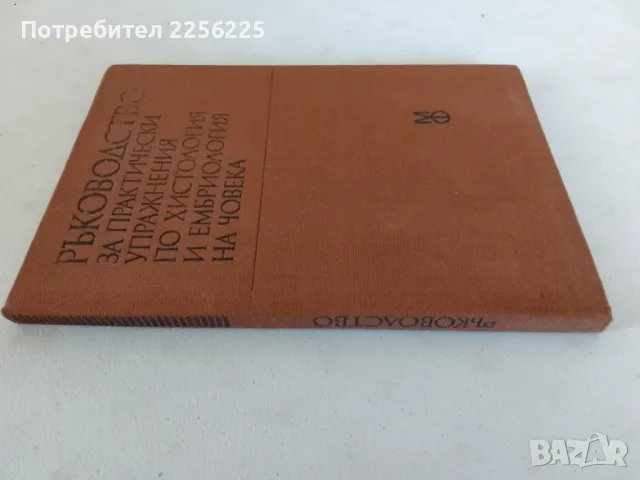 Потребител 2256225
РЪКОВОДСТВО
ЗА ПРАКТИЧЕСКИ
УПРАЖНЕНИЯ
ПО ХИСТОЛОГИЯ
И ЕМБРИОЛОГИЯ
НА ЧОВЕКА
МФ
РЪКОВОДСТВО
BAZAR